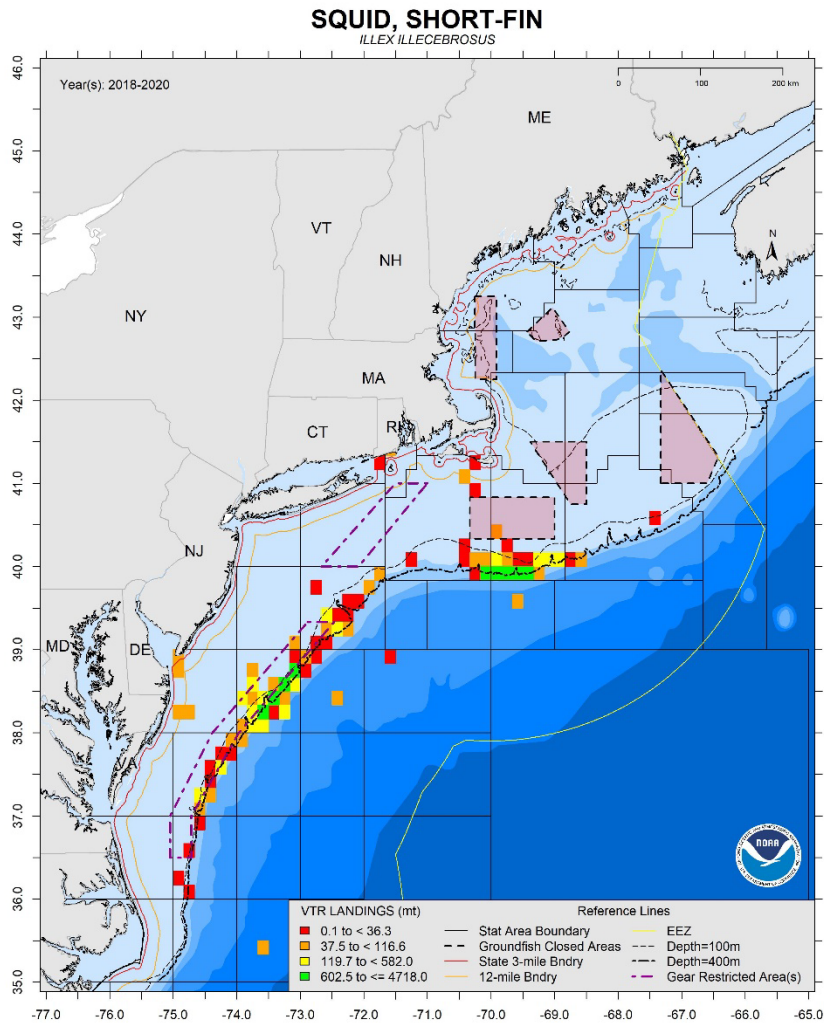 SQUID, SHORT-FIN
ILLEX ILLECEBROSUS
Year(s): 2018-2020
0 100 200 km
46.0
45.0
44.0
43.0
42.0
41.0
40.0
39.0
38.0
37.0
36.0
35.0
ME
VT
NH
N
NY
MA
CT
RI
NJ
MD
DE
VA
NOAA
VTR LANDINGS (mt)
0.1 to < 36.3
37.5 to < 116.6
119.7 to < 582.0
602.5 to <= 4718.0
Reference Lines
Stat Area Boundary
Groundfish Closed Areas
State 3-mile Bndry
12-mile Bndry
EEZ
Depth=100m
Depth=400m
Gear Restricted Area(s)
-77.0 -76.0 -75.0 -74.0 -73.0 -72.0 -71.0 -70.0 -69.0 -68.0 -67.0 -66.0 -65.0